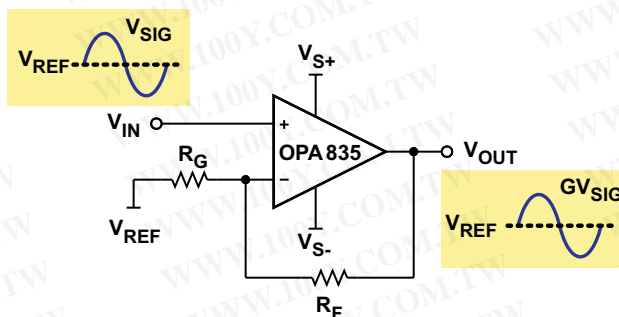 VSIG
VREF
VS+
VIN
+
OPA835
VOUT
RG
−
VREF
VS-
RF
GVSIG
VREF
WWW.100Y.COM.TW